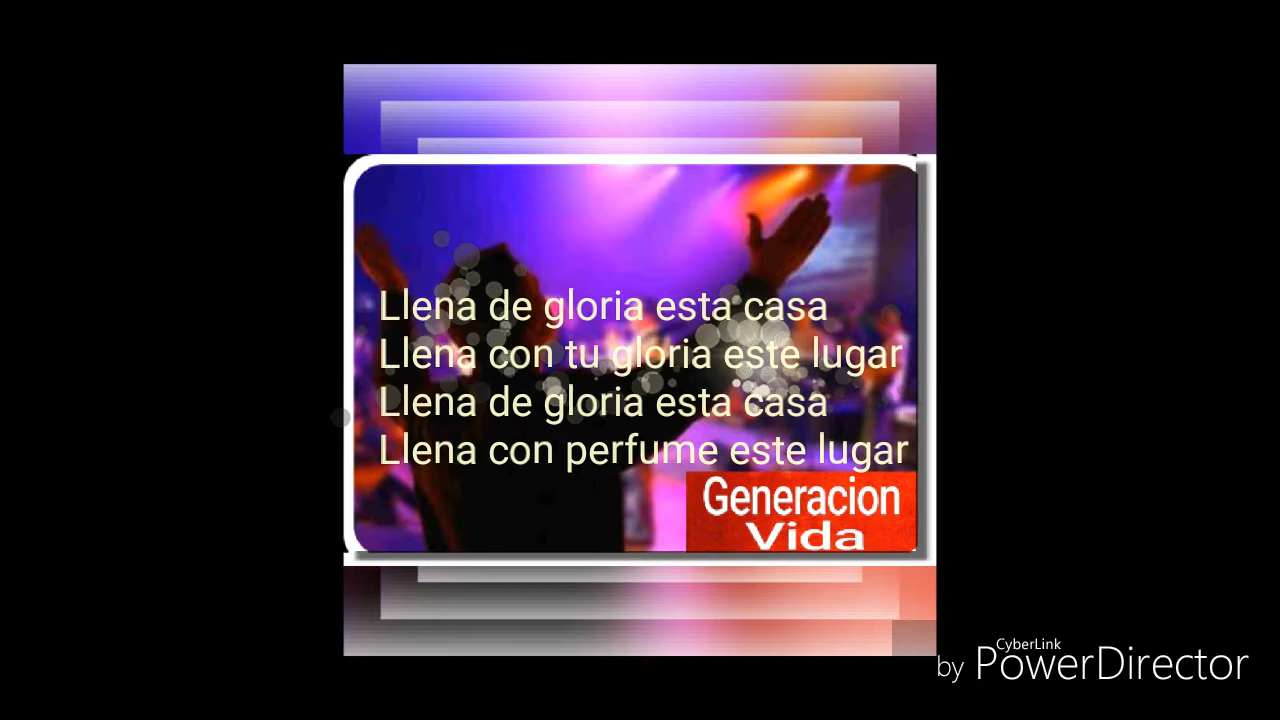 Llena de gloria esta casa
Llena con tu gloria este lugar
Llena de gloria esta casa
Llena con perfume este lugar
Generacion
Vida
CyberLink
by PowerDirector